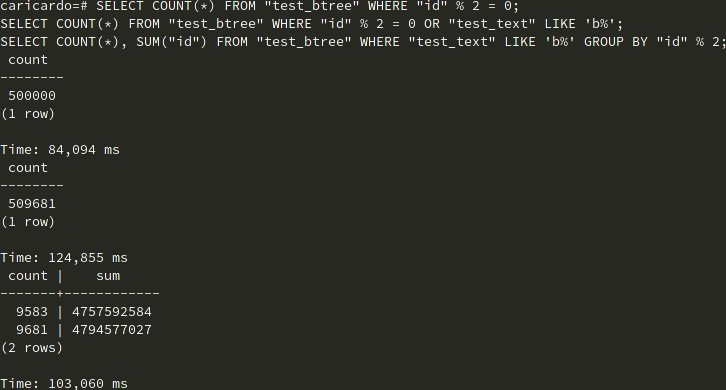 caricardo=# SELECT COUNT(*) FROM "test_btree" WHERE "id" % 2 = 0;
SELECT COUNT(*) FROM "test_btree" WHERE "id" % 2 = 0 OR "test_text" LIKE 'b%';
SELECT COUNT(*), SUM("id") FROM "test_btree" WHERE "test_text" LIKE 'b%' GROUP BY "id" % 2;
 count
--------
 500000
(1 row)

Time: 84,094 ms
 count
--------
 509681
(1 row)

Time: 124,855 ms
 count |    sum
-------+------------
  9583 | 4757592584
  9681 | 4794577027
(2 rows)

Time: 103,060 ms